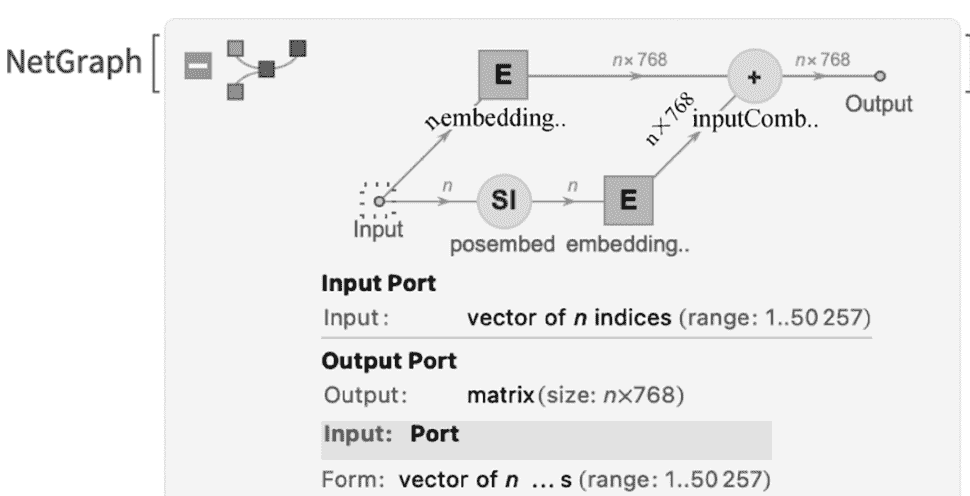 NetGraph[ ]
E n×768 + n×768
nembedding.. n×768 inputComb.. Output
n SI n E
Input posembed embedding..
Input Port
Input: vector of n indices (range: 1..50 257)
Output Port
Output: matrix (size: n×768)
Input: Port
Form: vector of n ... s (range: 1..50 257)